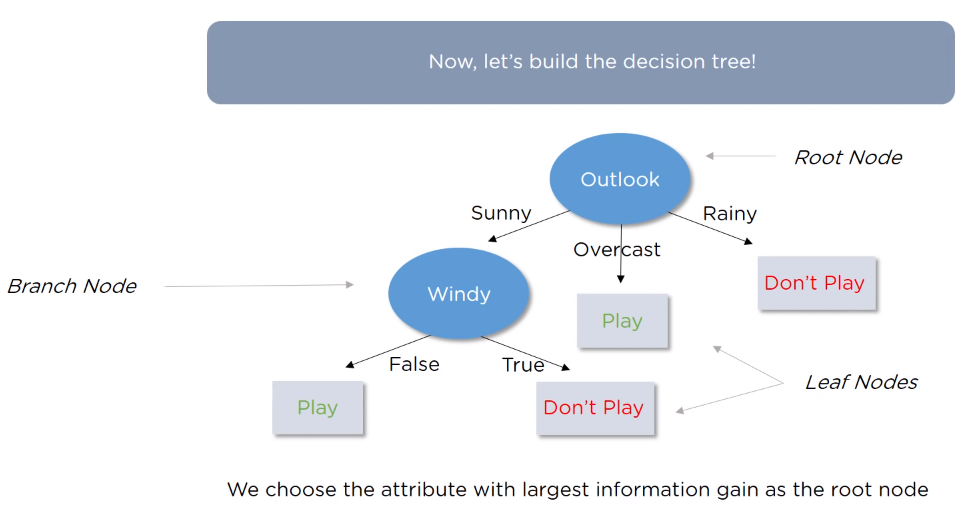 Now, let's build the decision tree!
Root Node
Outlook
Sunny
Rainy
Overcast
Branch Node
Windy
Don't Play
Play
False
True
Leaf Nodes
Play
Don't Play
We choose the attribute with largest information gain as the root node